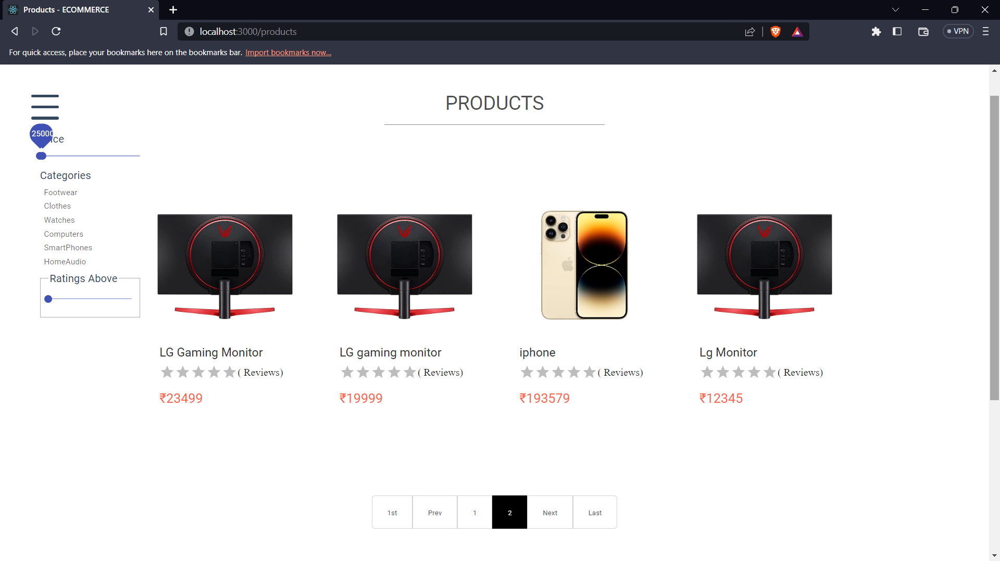 Products - ECOMMERCE
localhost:3000/products
VPN
For quick access, place your bookmarks here on the bookmarks bar. Import bookmarks now...
PRODUCTS
25000
ice
Categories
Footwear
Clothes
Watches
Computers
SmartPhones
HomeAudio
Ratings Above
LG Gaming Monitor
( Reviews)
₹23499
LG gaming monitor
( Reviews)
₹19999
iphone
( Reviews)
₹193579
Lg Monitor
( Reviews)
₹12345
1st Prev 1 2 Next Last